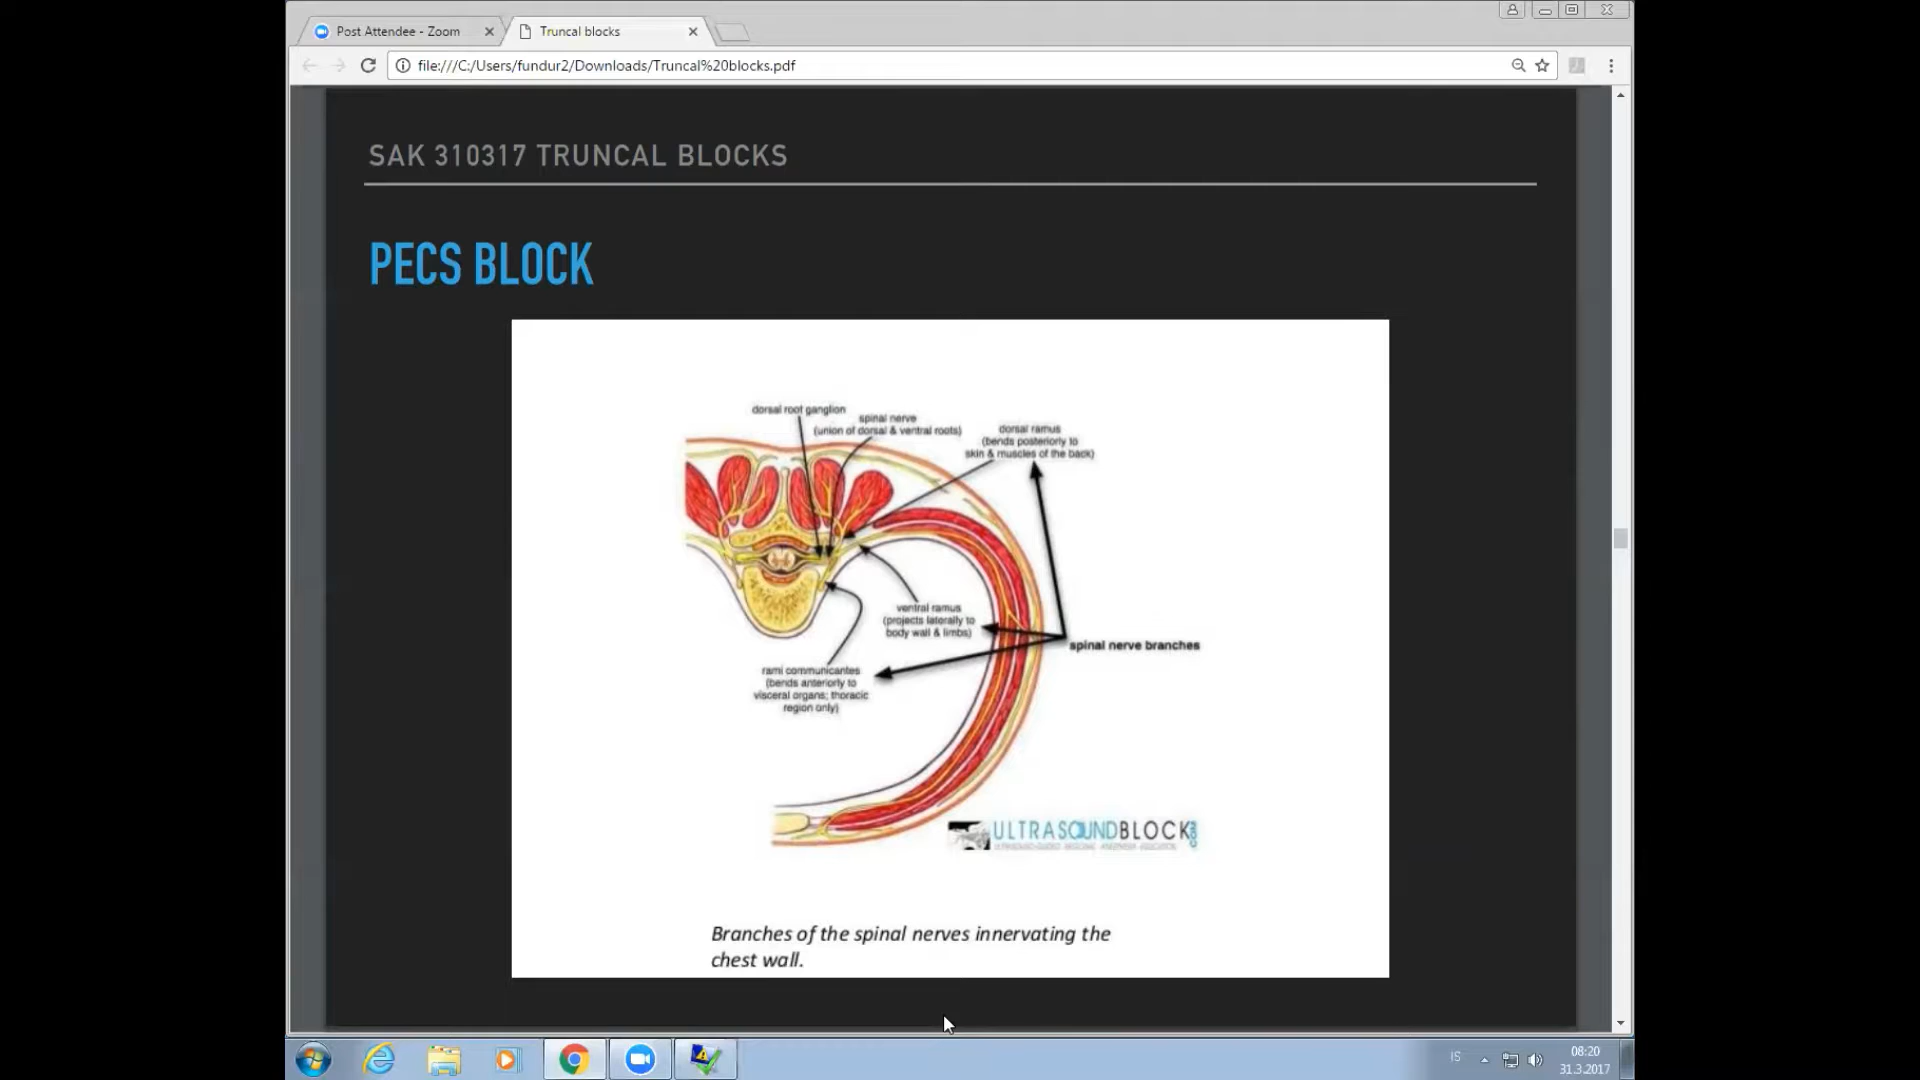 Post Attendee - Zoom
Truncal blocks
file:///C:/Users/fundur2/Downloads/Truncal%20blocks.pdf
SAK 310317 TRUNCAL BLOCKS
PECS BLOCK
dorsal root ganglion
spinal nerve
(union of dorsal & ventral roots)
dorsal ramus
(bends posteriorly to
skin & muscles of the back)
ventral ramus
(projects laterally to
body wall & limbs)
spinal nerve branches
rami communicantes
(bends anteriorly to
visceral organs; thoracic
region only)
ULTRASOUNDBLOCK
COM
Branches of the spinal nerves innervating the
chest wall.
IS
08:20
31.3.2017